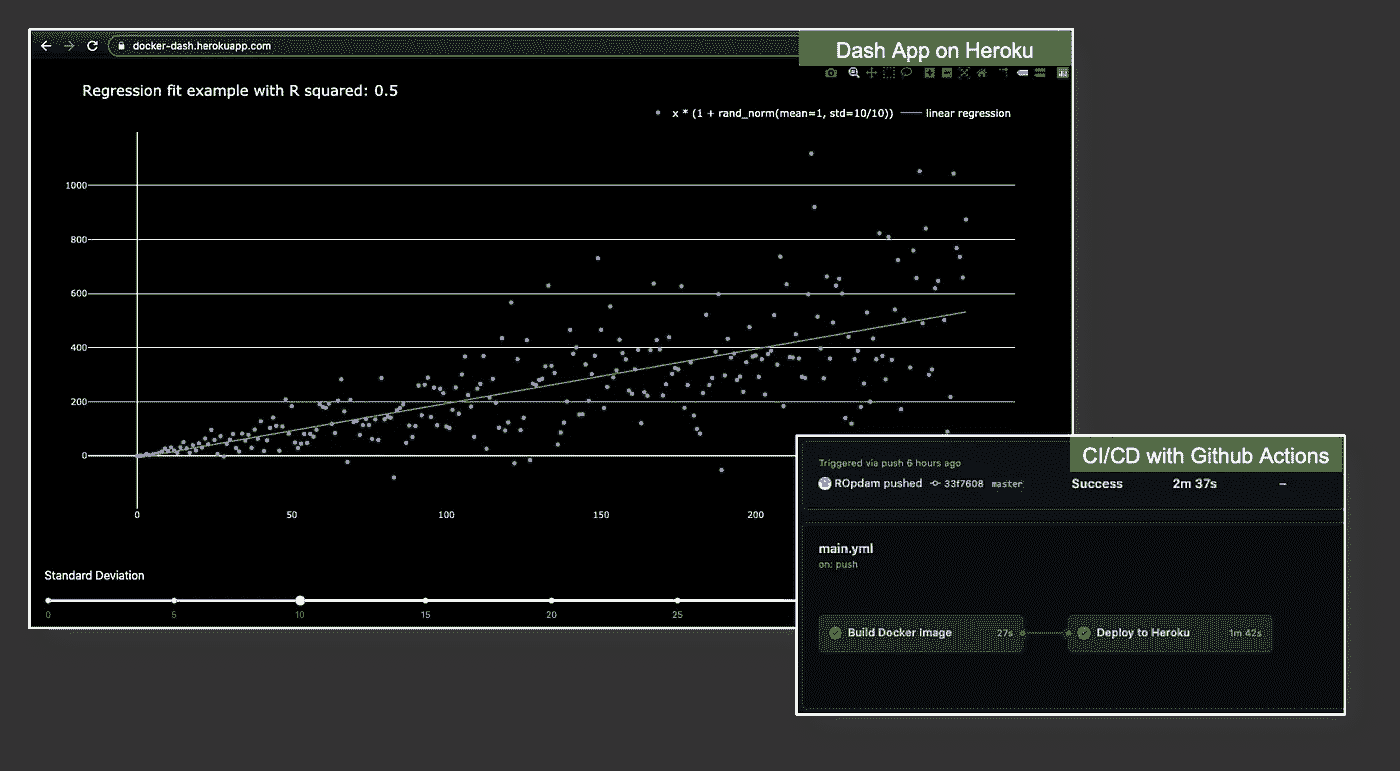 docker-dash.herokuapp.com
Dash App on Heroku
Regression fit example with R squared: 0.5
x * (1 + rand_norm(mean=1, std=10/10))
linear regression
1000
800
600
400
200
0
0 50 100 150 200
Standard Deviation
0 5 10 15 20 25
CI/CD with Github Actions
Triggered via push 6 hours ago
ROpdam pushed 33f7608 master
Success 2m 37s –
main.yml
on: push
Build Docker Image 27s
Deploy to Heroku 1m 42s